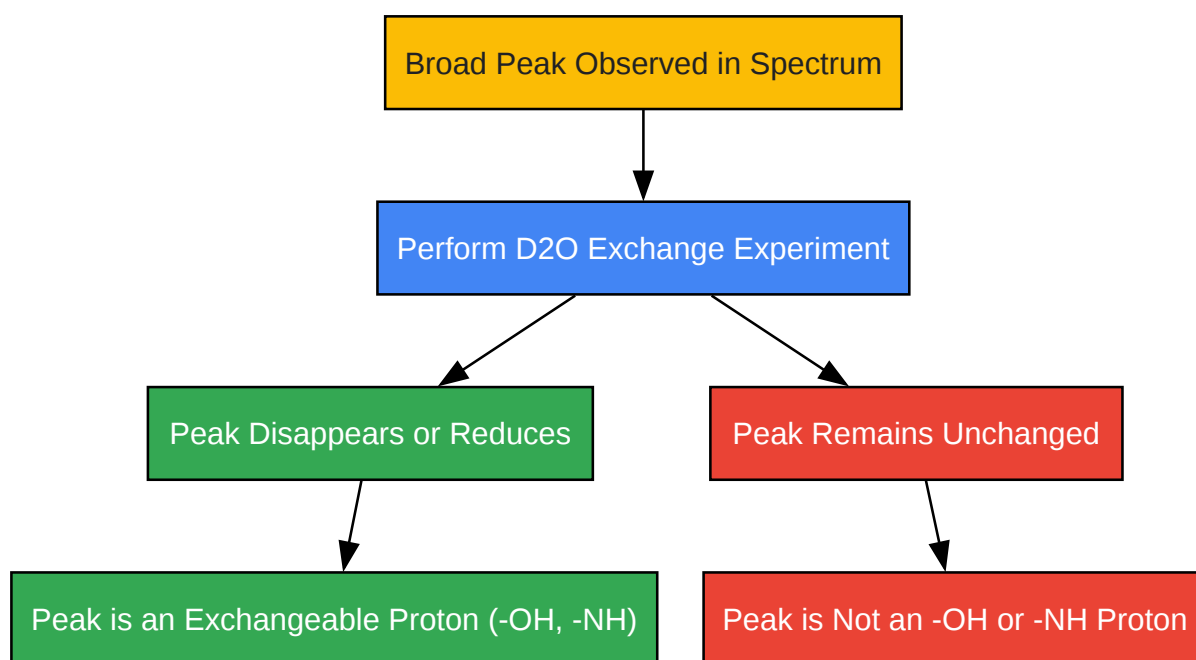 Broad Peak Observed in Spectrum
Perform D2O Exchange Experiment
Peak Disappears or Reduces
Peak Remains Unchanged
Peak is an Exchangeable Proton (-OH, -NH)
Peak is Not an -OH or -NH Proton